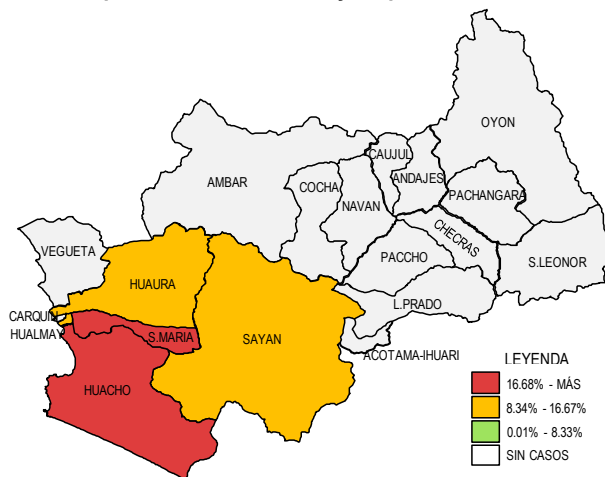 OYON
CAUJUL
ANDAJES
AMBAR
COCHA
PACHANGARA
NAVAN
CHECRAS
VEGUETA
PACCHO
S.LEONOR
HUAURA
L.PRADO
CARQUIN
HUALMAY
S.MARIA
SAYAN
ACOTAMA-IHUARI
HUACHO
LEYENDA
16.68% - MÁS
8.34% - 16.67%
0.01% - 8.33%
SIN CASOS